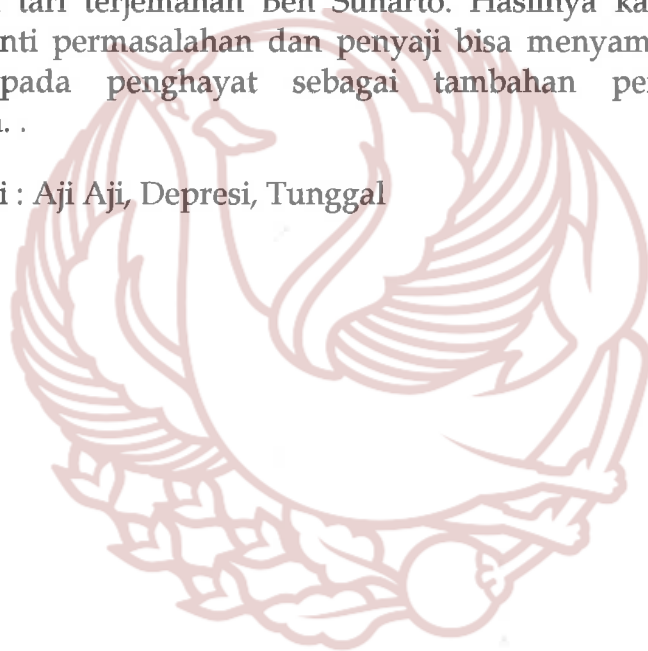 tari terjemahan Ben Suharto. Hasilnya ka
nti permasalahan dan penyaji bisa menyam
pada penghayat sebagai tambahan pe
. .
i : Aji Aji, Depresi, Tunggal